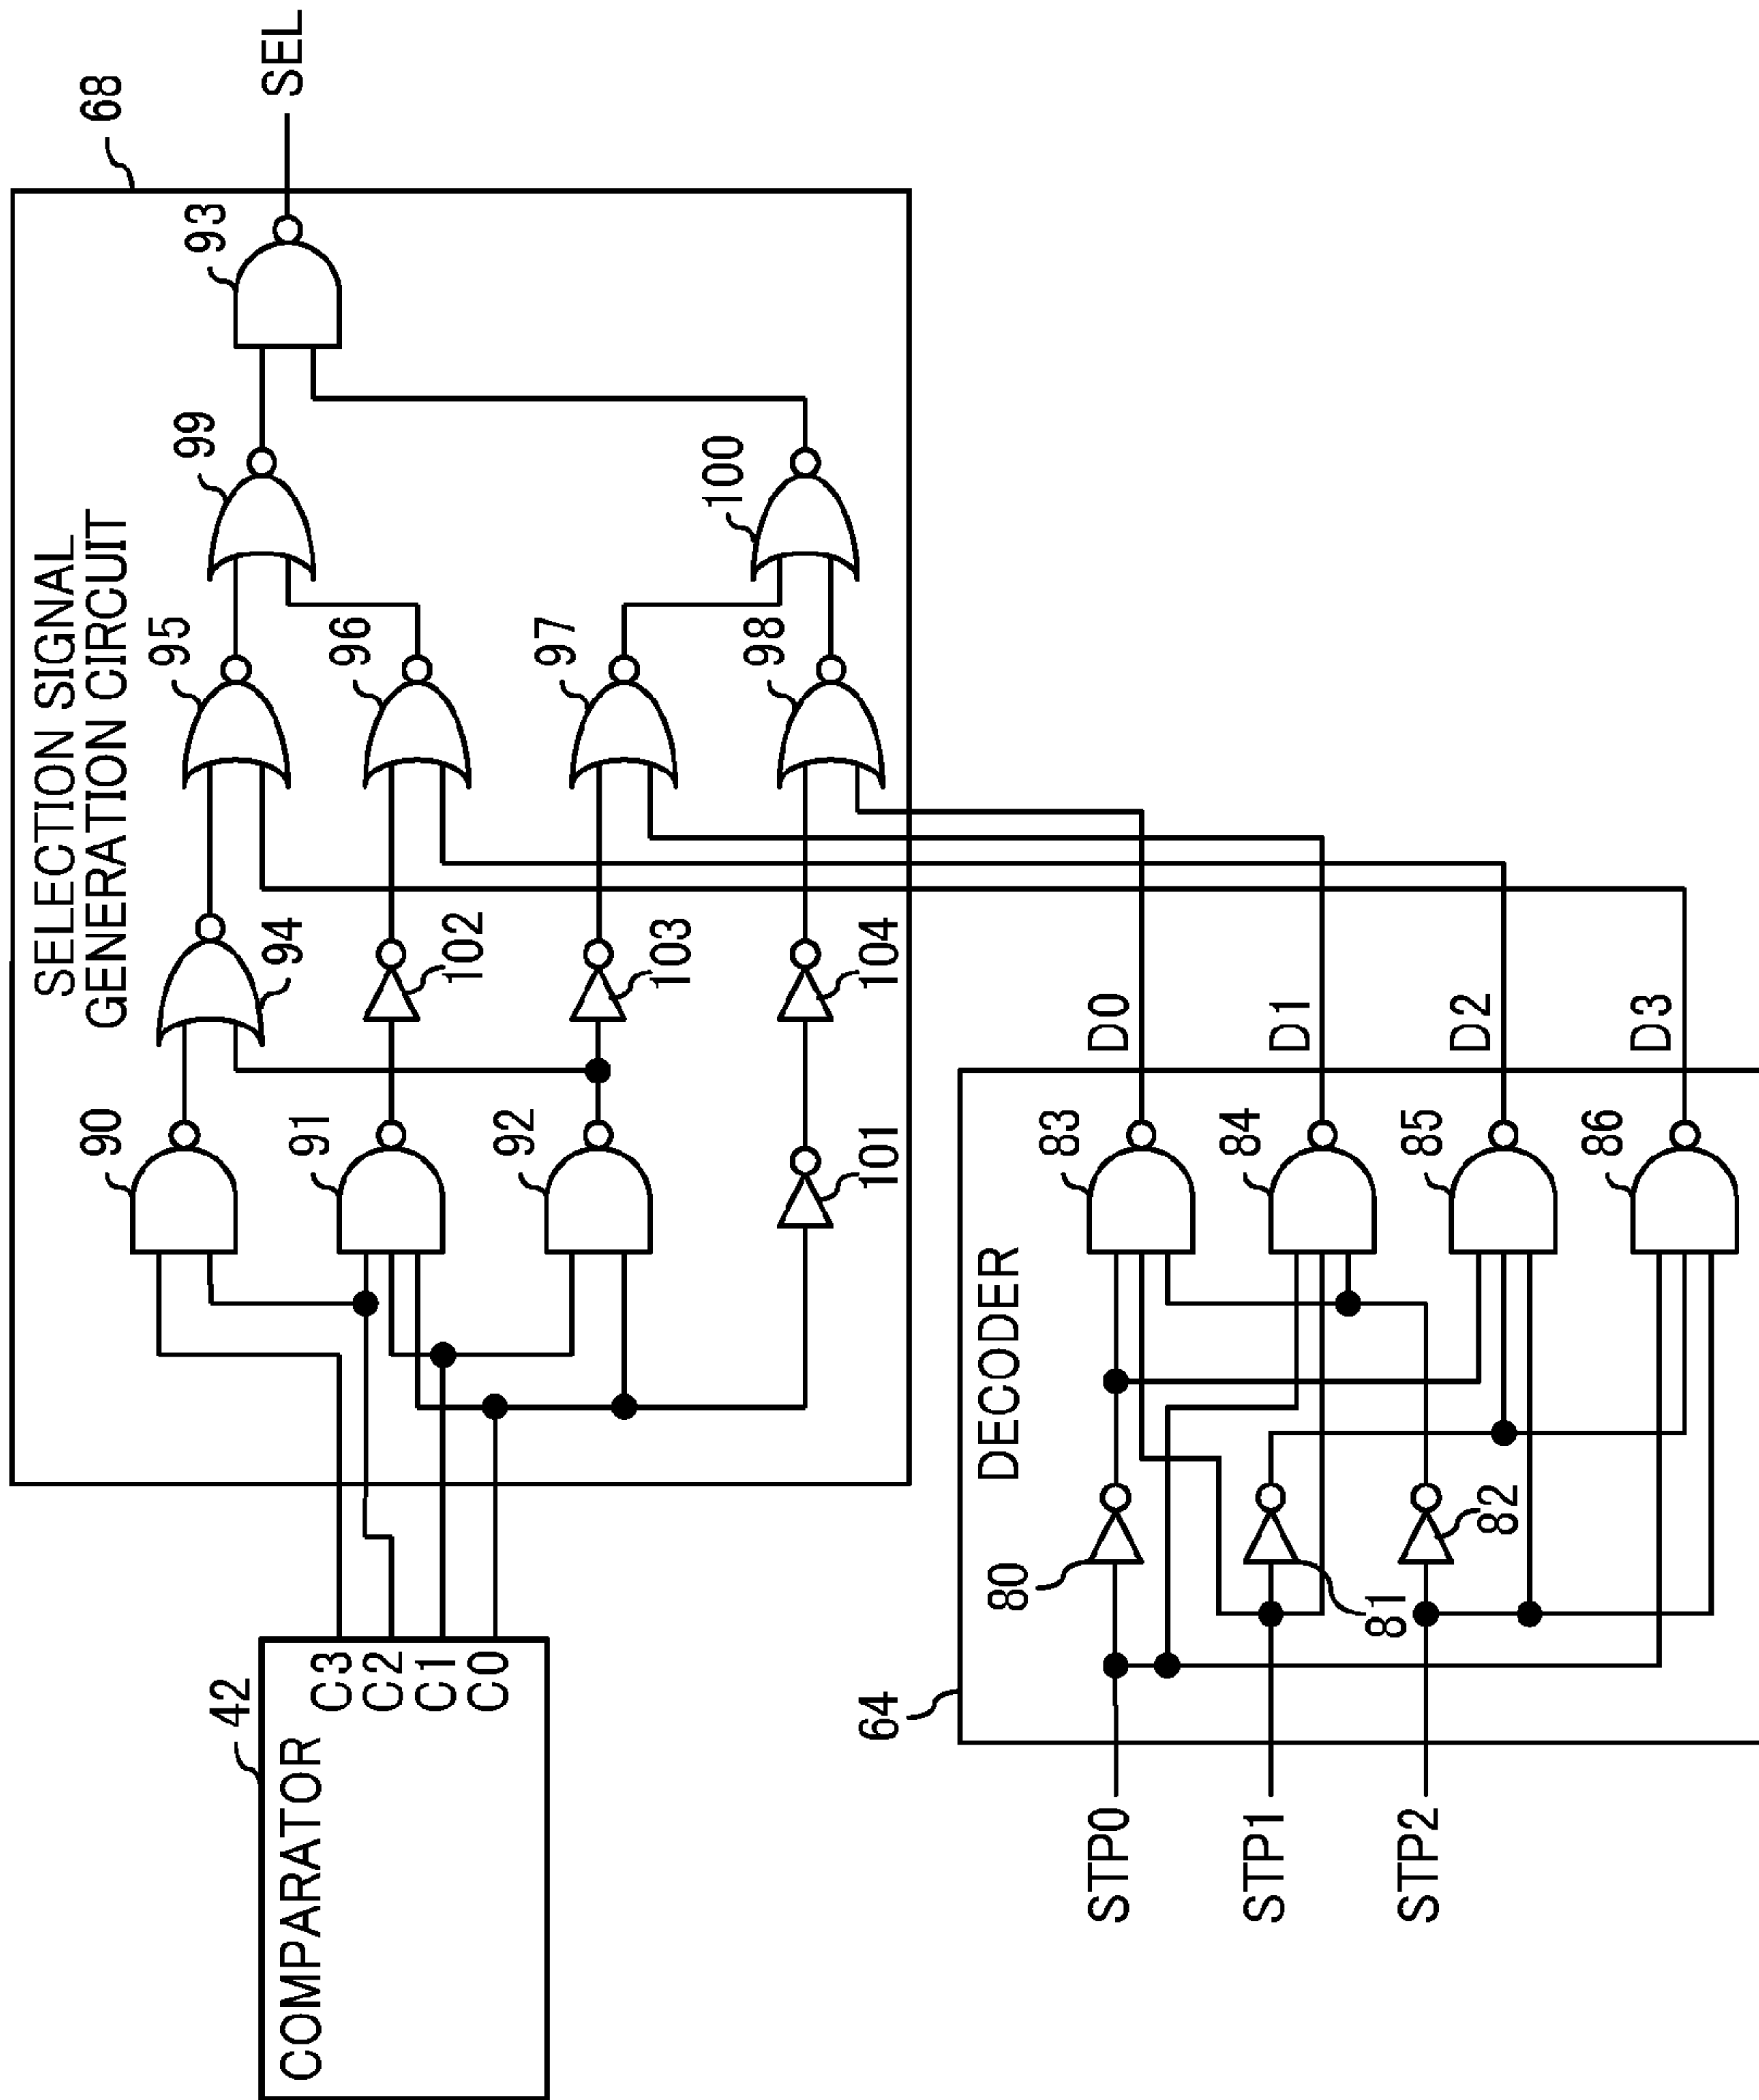 SELECTION SIGNAL
GENERATION CIRCUIT
68
SEL
93
99
100
95
96
97
98
94
102
103
104
90
91
92
101
42
COMPARATOR
C3
C2
C1
C0
64
DECODER
D0
D1
D2
D3
83
84
85
86
80
81
82
STP0
STP1
STP2